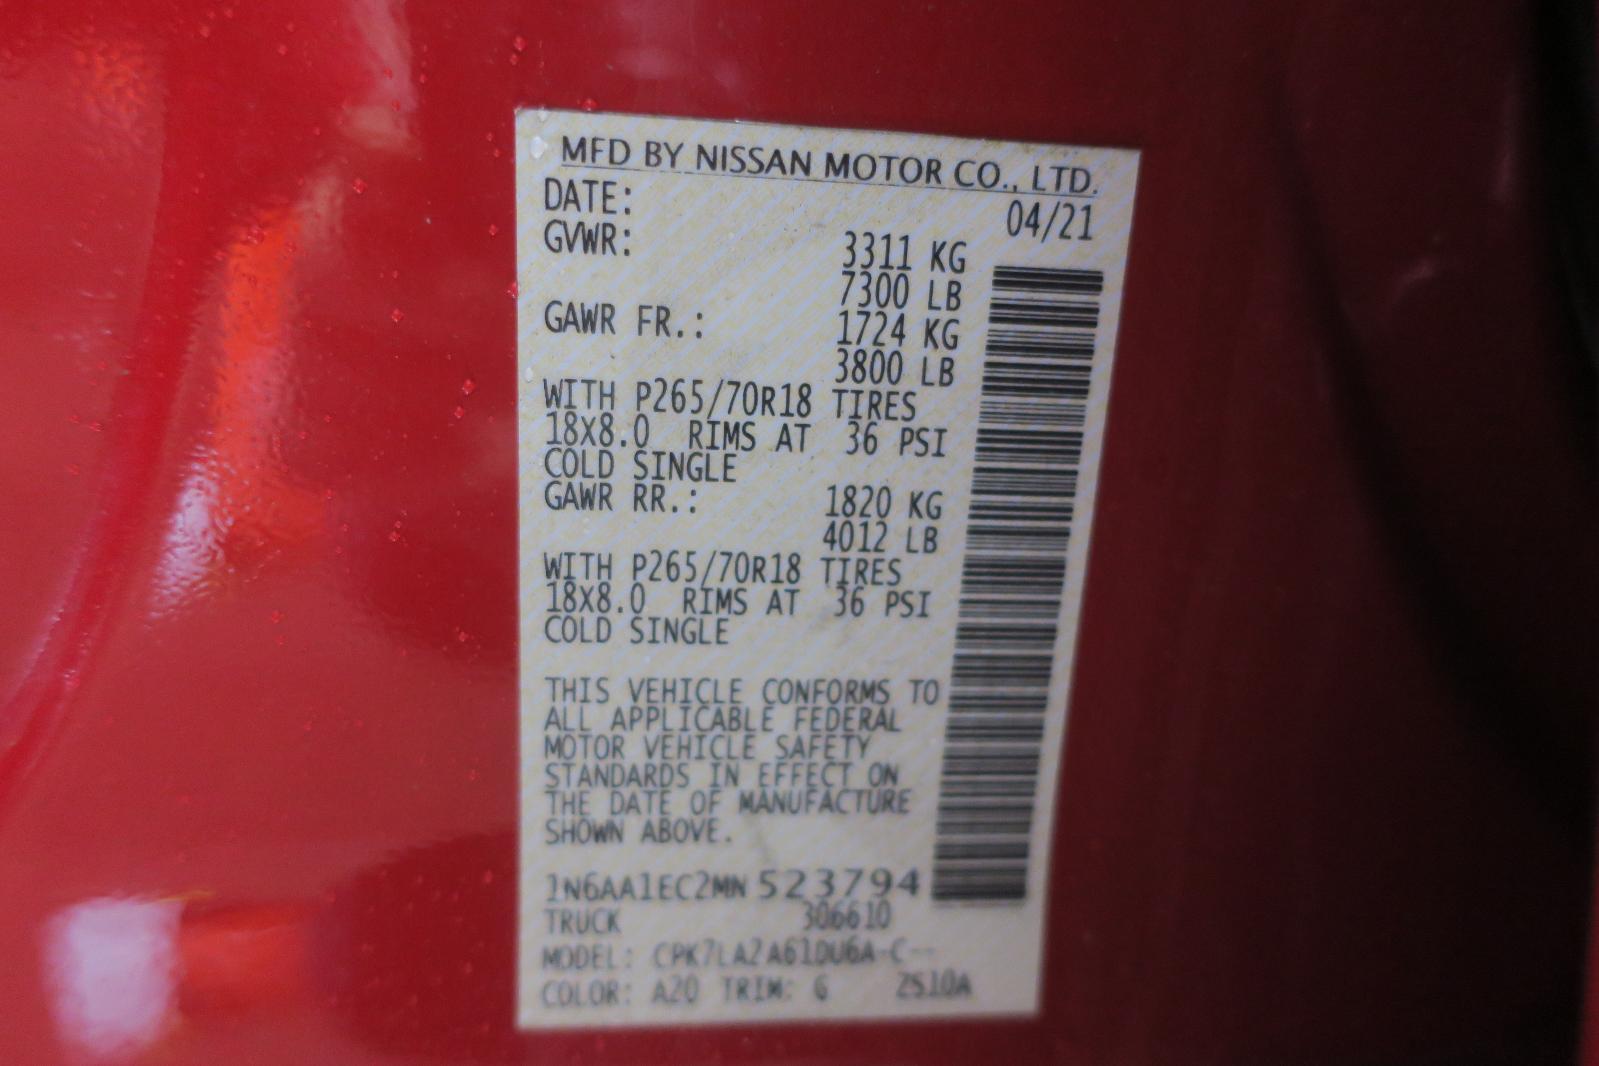 MFD BY NISSAN MOTOR CO., LTD.
DATE: 04/21
GVWR: 3311 KG
7300 LB
GAWR FR.: 1724 KG
3800 LB
WITH P265/70R18 TIRES
18X8.0 RIMS AT 36 PSI
COLD SINGLE
GAWR RR.: 1820 KG
4012 LB
WITH P265/70R18 TIRES
18X8.0 RIMS AT 36 PSI
COLD SINGLE
THIS VEHICLE CONFORMS TO
ALL APPLICABLE FEDERAL
MOTOR VEHICLE SAFETY
STANDARDS IN EFFECT ON
THE DATE OF MANUFACTURE
SHOWN ABOVE.
1N6AA1EC2MN523794
TRUCK 306610
MODEL: CPK7LA2A61DU6A-C--
COLOR: A20 TRIM: G 2S10A